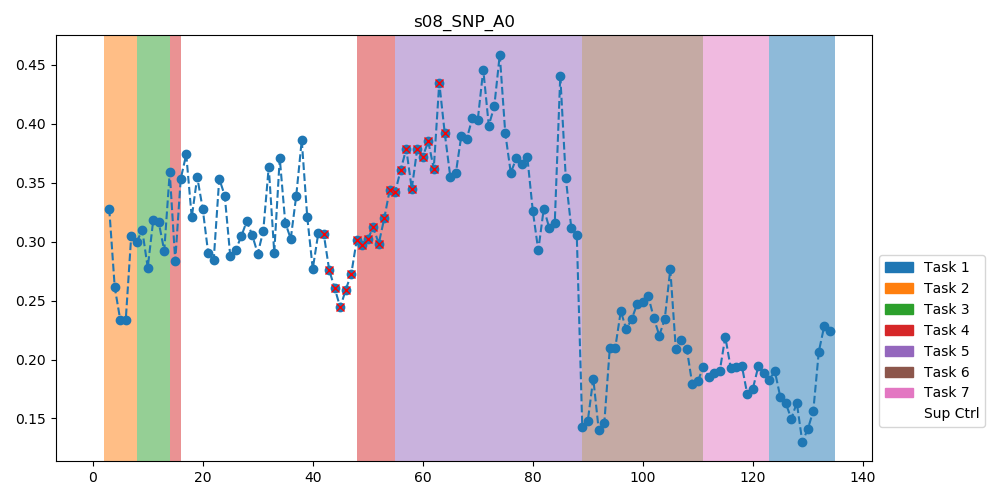 s08_SNP_A0
0.45
0.40
0.35
0.30
0.25
0.20
0.15
0
20
40
60
80
100
120
140
Task 1
Task 2
Task 3
Task 4
Task 5
Task 6
Task 7
Sup Ctrl